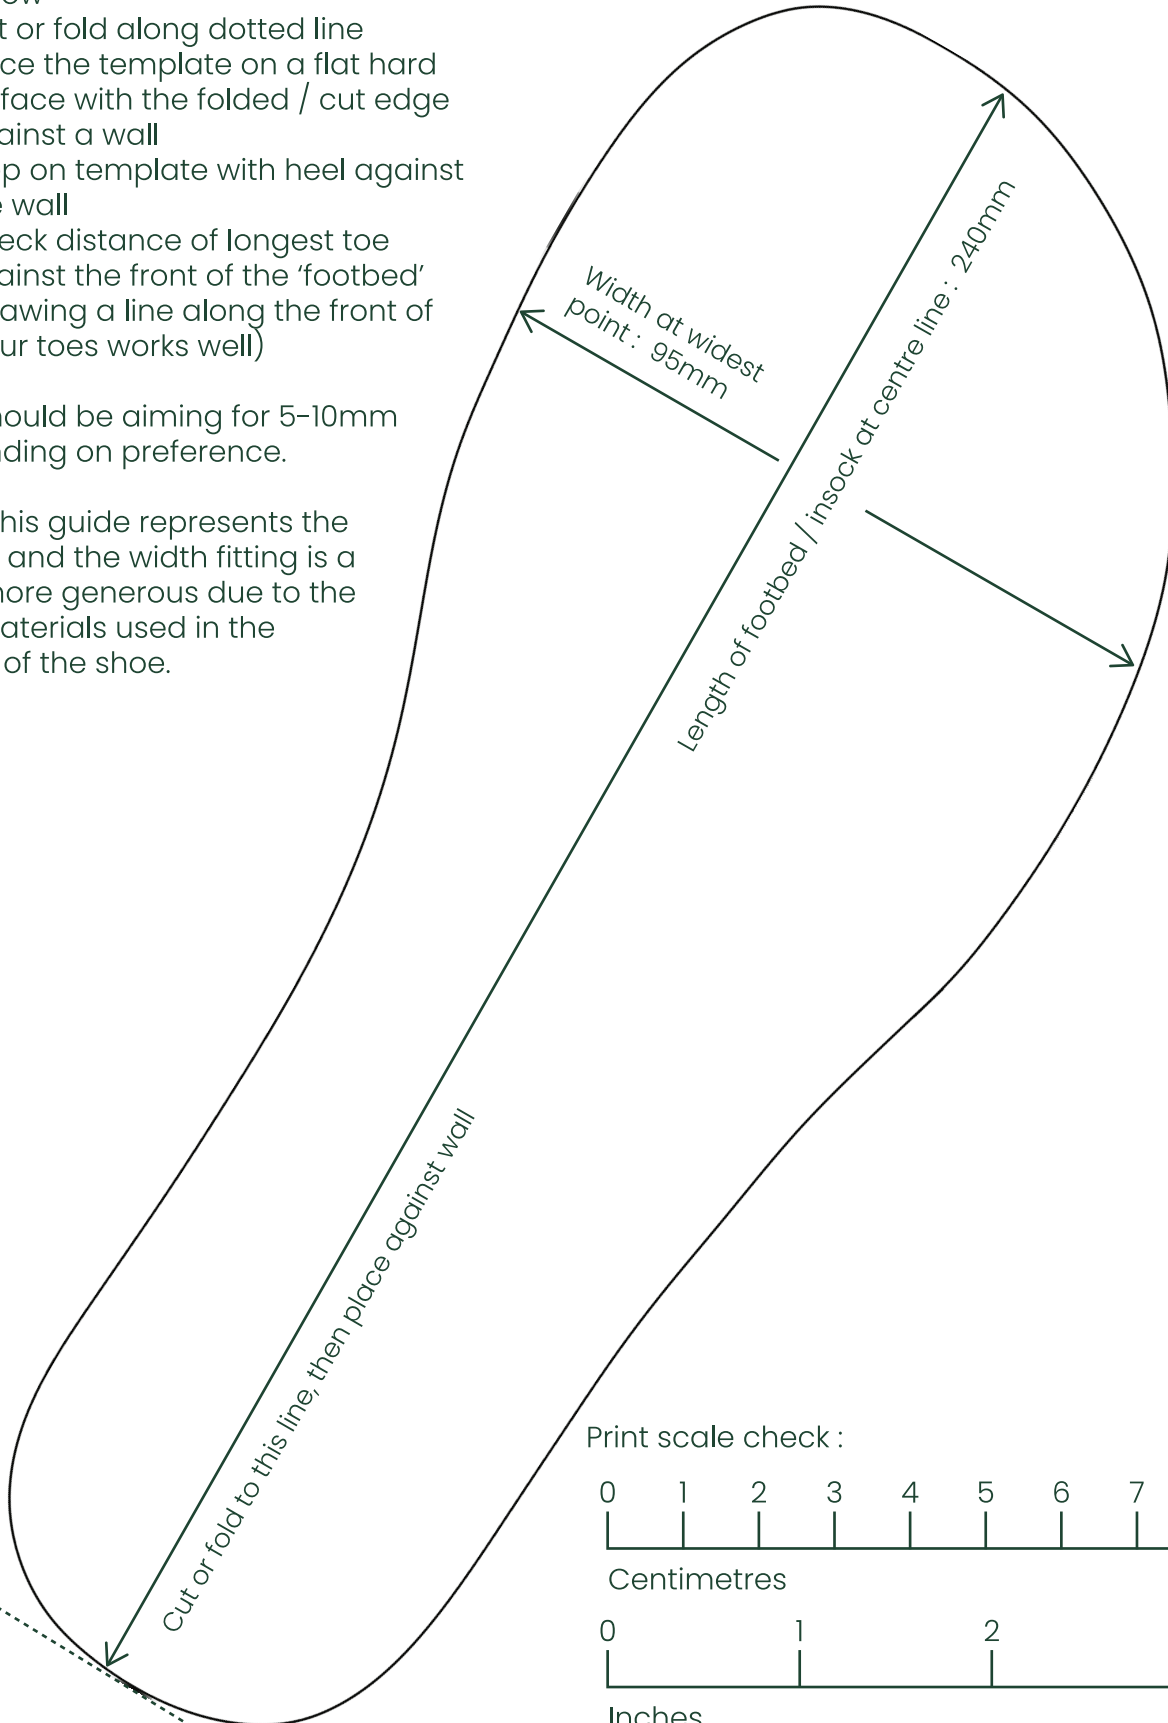 t or fold along dotted line
ce the template on a flat hard
face with the folded / cut edge
ainst a wall
p on template with heel against
e wall
eck distance of longest toe
ainst the front of the ‘footbed’
awing a line along the front of
ur toes works well)
nould be aiming for 5-10mm
ding on preference.
his guide represents the
and the width fitting is a
nore generous due to the
aterials used in the
of the shoe.
Width at widest
point : 95mm
Length of footbed / insock at centre line : 240mm
Cut or fold to this line, then place against wall
Print scale check :
0 1 2 3 4 5 6 7
Centimetres
0 1 2
Inches